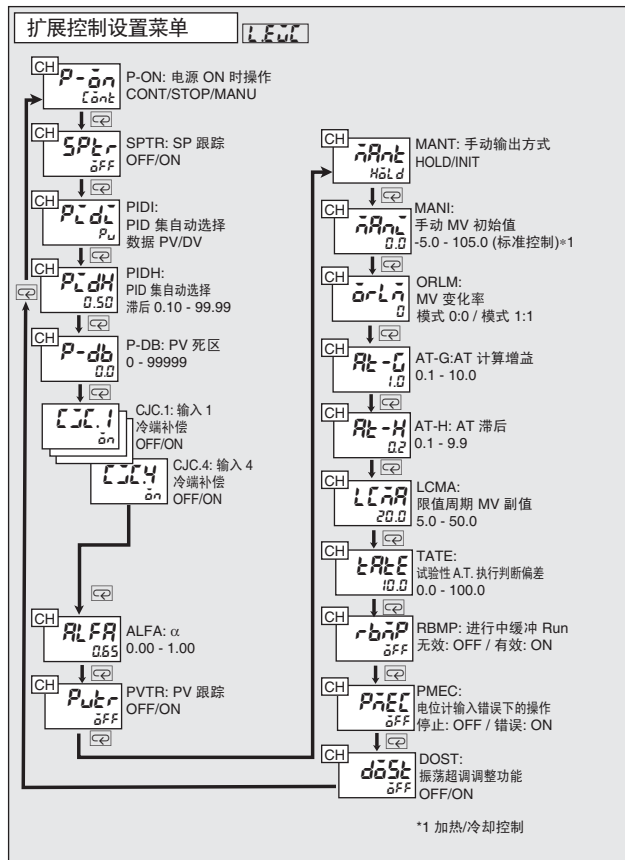 扩展控制设置菜单
L.EXC
CH
P-on
Cont
P-ON: 电源 ON 时操作
CONT/STOP/MANU
CH
SPtr
oFF
SPTR: SP 跟踪
OFF/ON
CH
Pidi
Pv
PIDI:
PID 集自动选择
数据 PV/DV
CH
PidH
0.50
PIDH:
PID 集自动选择
滞后 0.10 - 99.99
CH
P-db
0.0
P-DB: PV 死区
0 - 99999
CJC.1
on
CJC.1: 输入 1
冷端补偿
OFF/ON
CJC.4
on
CJC.4: 输入 4
冷端补偿
OFF/ON
CH
ALFA
0.65
ALFA: α
0.00 - 1.00
CH
Pvtr
oFF
PVTR: PV 跟踪
OFF/ON
CH
mAnt
HoLd
MANT: 手动输出方式
HOLD/INIT
CH
mAni
0.0
MANI:
手动 MV 初始值
-5.0 - 105.0 (标准控制)*1
CH
orLm
0
ORLM:
MV 变化率
模式 0:0 / 模式 1:1
CH
At-G
1.0
AT-G:AT 计算增益
0.1 - 10.0
CH
At-H
0.2
AT-H: AT 滞后
0.1 - 9.9
CH
LCmA
20.0
LCMA:
限值周期 MV 副值
5.0 - 50.0
CH
tAtE
10.0
TATE:
试验性 A.T. 执行判断偏差
0.0 - 100.0
CH
rbmP
oFF
RBMP: 进行中缓冲 Run
无效: OFF / 有效: ON
CH
PmEC
oFF
PMEC:
电位计输入错误下的操作
停止: OFF / 错误: ON
CH
doSt
oFF
DOST:
振荡超调调整功能
OFF/ON
*1 加热/冷却控制